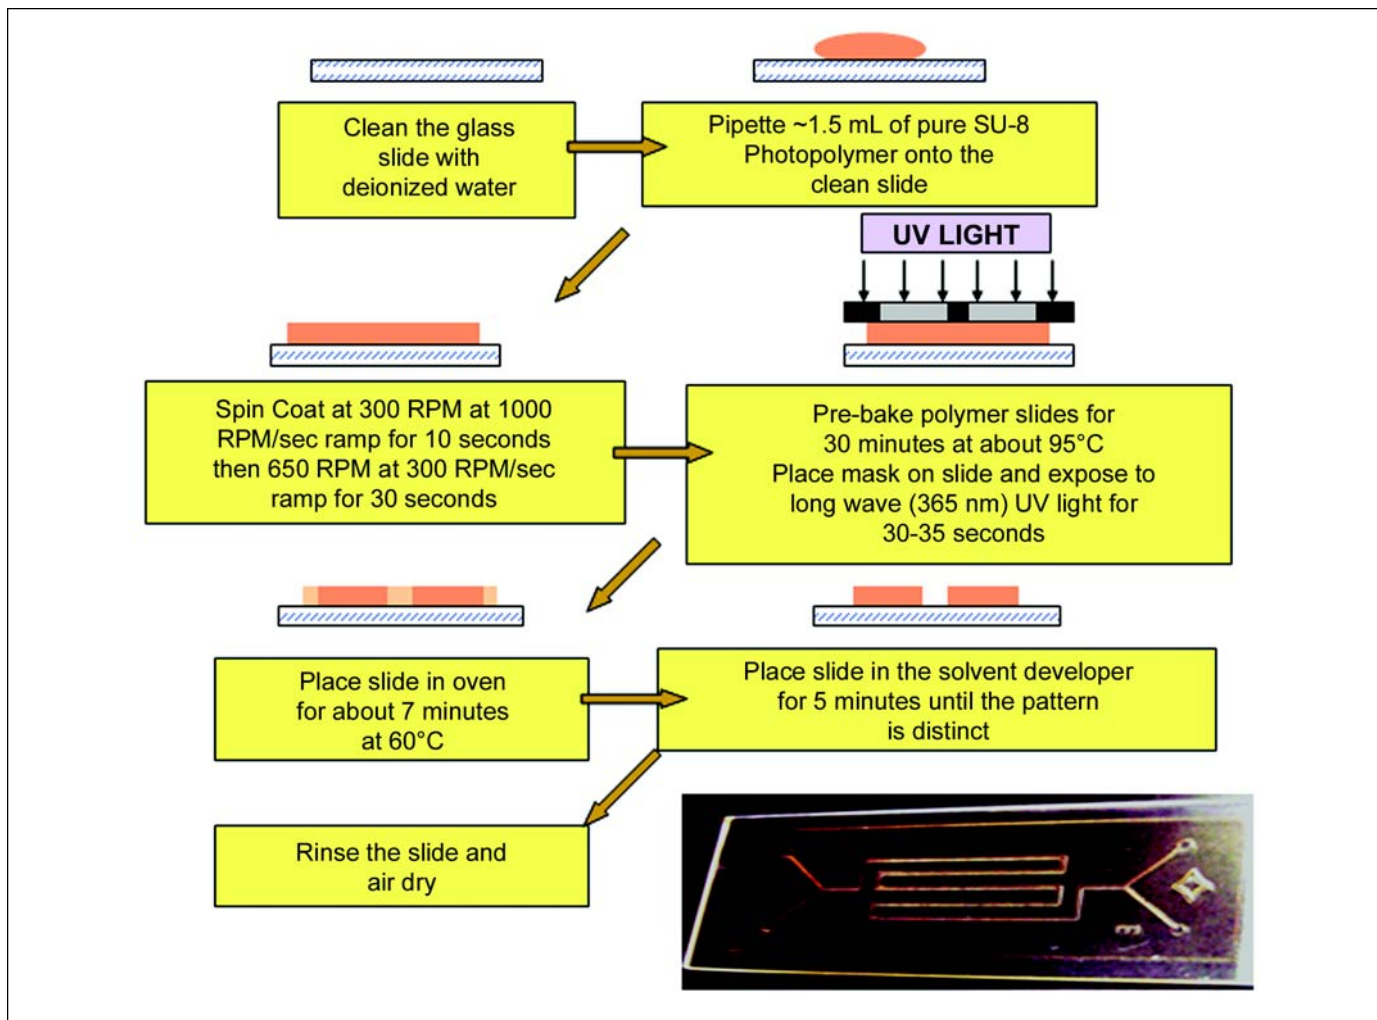 Clean the glass
slide with
deionized water
Pipette ~1.5 mL of pure SU-8
Photopolymer onto the
clean slide
UV LIGHT
Spin Coat at 300 RPM at 1000
RPM/sec ramp for 10 seconds
then 650 RPM at 300 RPM/sec
ramp for 30 seconds
Pre-bake polymer slides for
30 minutes at about 95°C
Place mask on slide and expose to
long wave (365 nm) UV light for
30-35 seconds
Place slide in oven
for about 7 minutes
at 60°C
Place slide in the solvent developer
for 5 minutes until the pattern
is distinct
Rinse the slide and
air dry